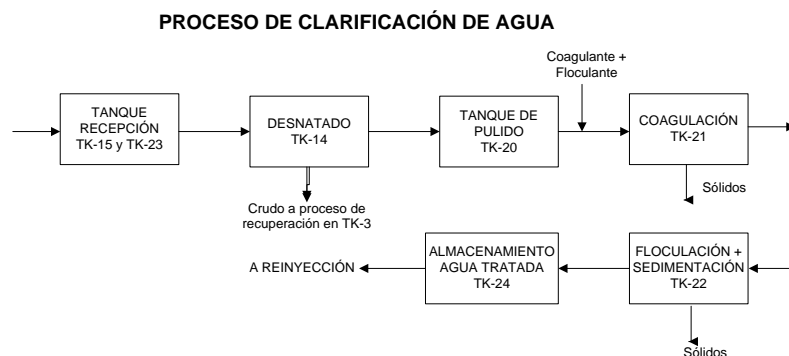 PROCESO DE CLARIFICACIÓN DE AGUA
Coagulante +
Floculante
TANQUE
RECEPCIÓN
TK-15 y TK-23
DESNATADO
TK-14
TANQUE DE
PULIDO
TK-20
COAGULACIÓN
TK-21
Crudo a proceso de
recuperación en TK-3
Sólidos
A REINYECCIÓN
ALMACENAMIENTO
AGUA TRATADA
TK-24
FLOCULACIÓN +
SEDIMENTACIÓN
TK-22
Sólidos